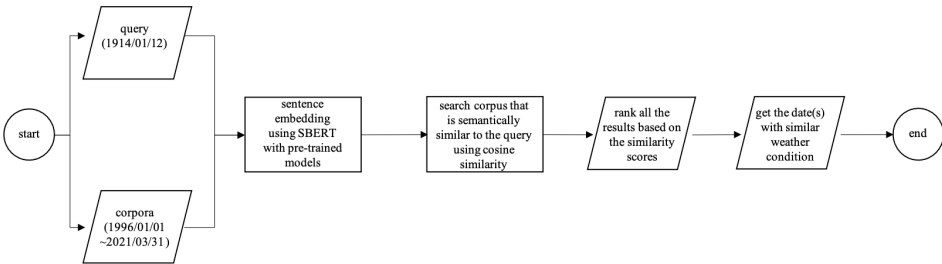 start
query
(1914/01/12)
corpora
(1996/01/01
~2021/03/31)
sentence
embedding
using SBERT
with pre-trained
models
search corpus that
is semantically
similar to the query
using cosine
similarity
rank all the
results based on
the similarity
scores
get the date(s)
with similar
weather
condition
end